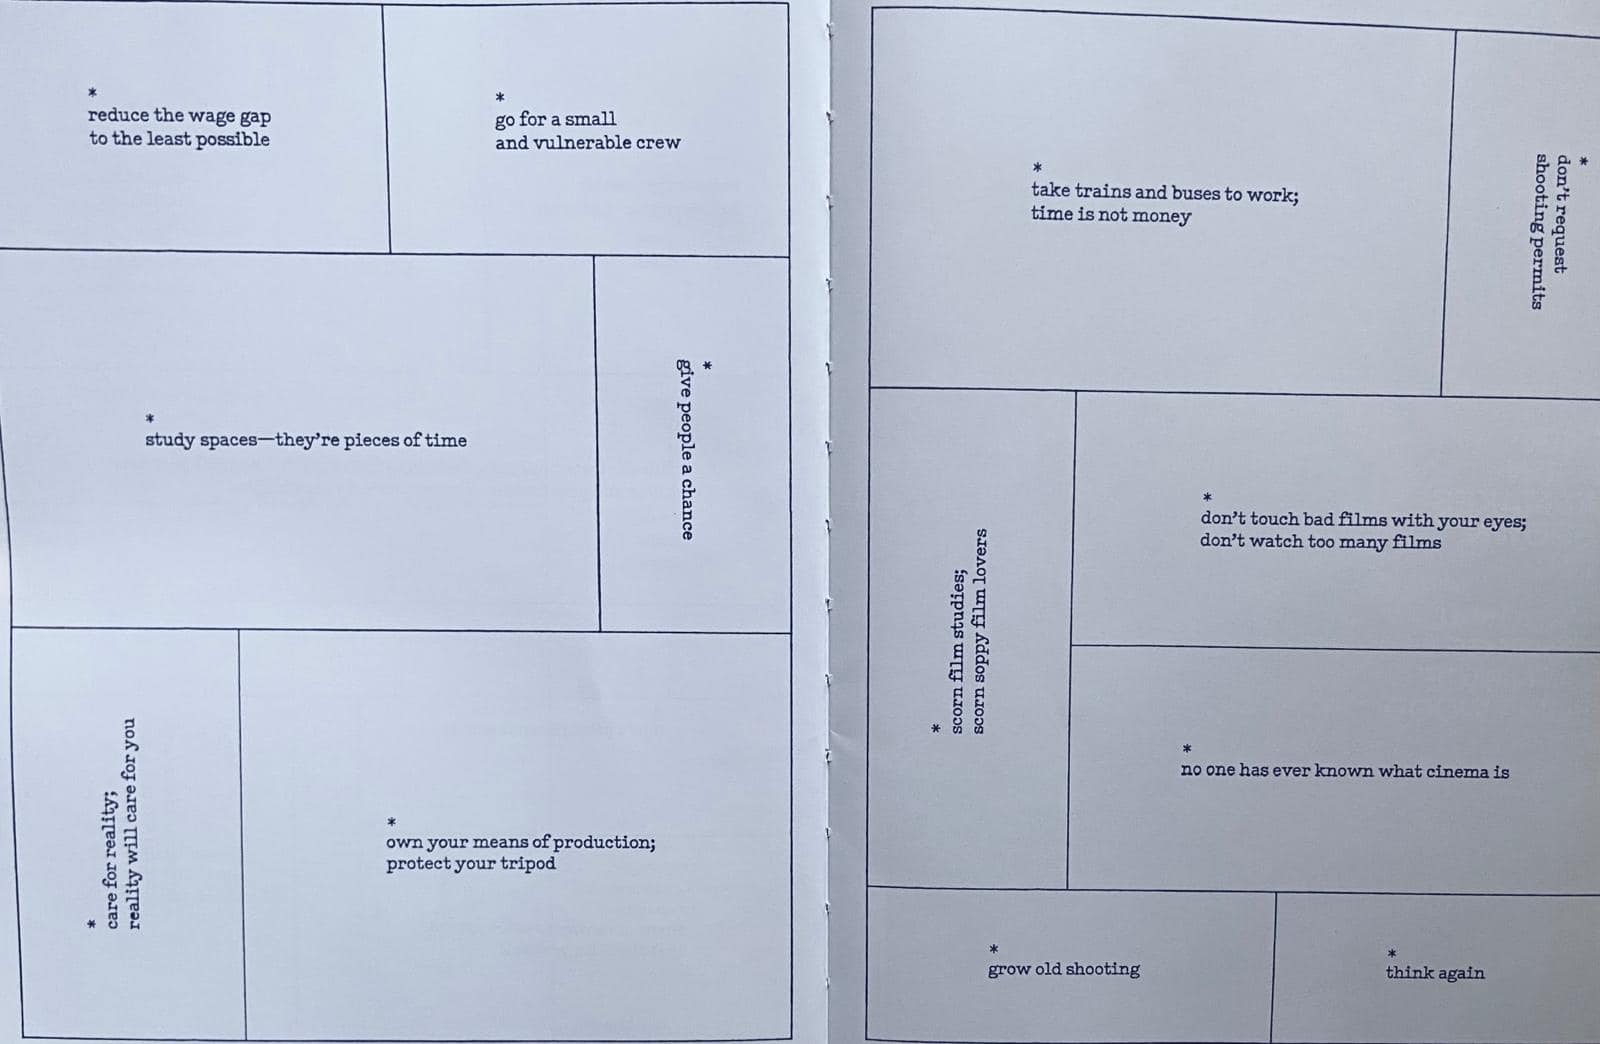 *
reduce the wage gap
to the least possible
*
go for a small
and vulnerable crew
*
study spaces—they're pieces of time
*
give people a chance
*
care for reality;
reality will care for you
*
own your means of production;
protect your tripod
*
take trains and buses to work;
time is not money
*
don't request
shooting permits
*
scorn film studies;
scorn soppy film lovers
*
don't touch bad films with your eyes;
don't watch too many films
*
no one has ever known what cinema is
*
grow old shooting
*
think again